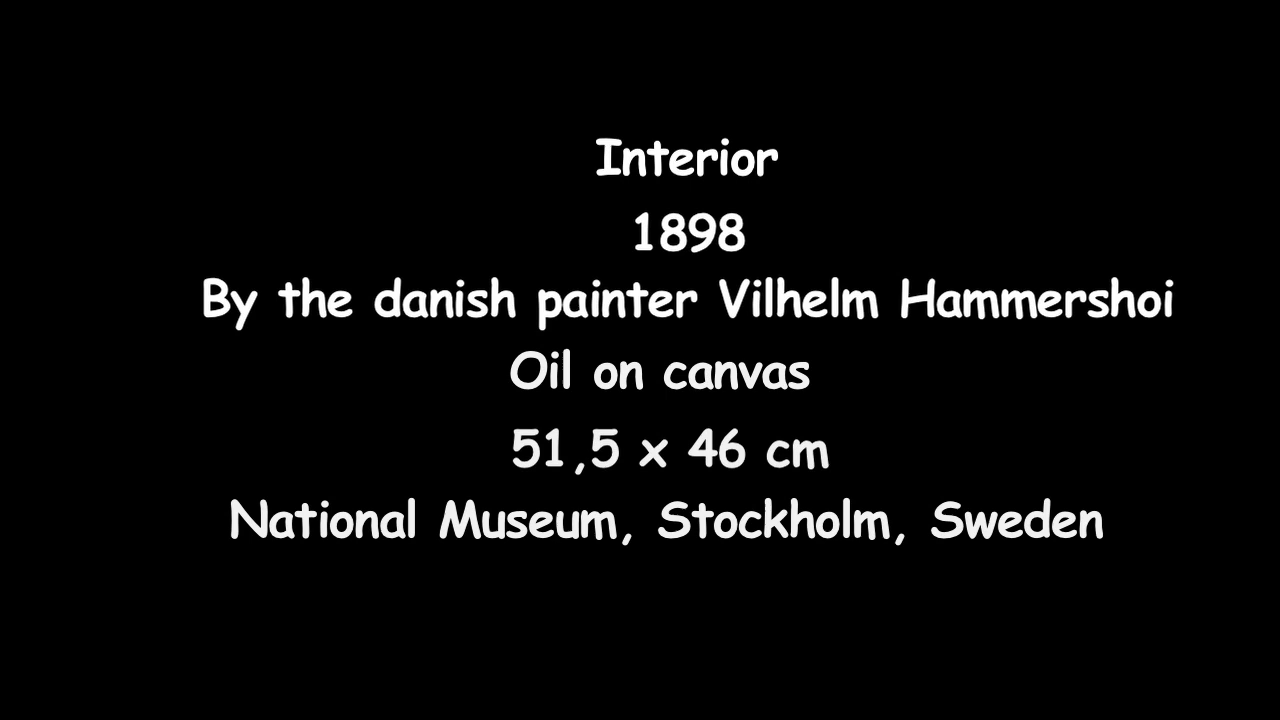 Interior
1898
By the danish painter Vilhelm Hammershoi
Oil on canvas
51,5 x 46 cm
National Museum, Stockholm, Sweden